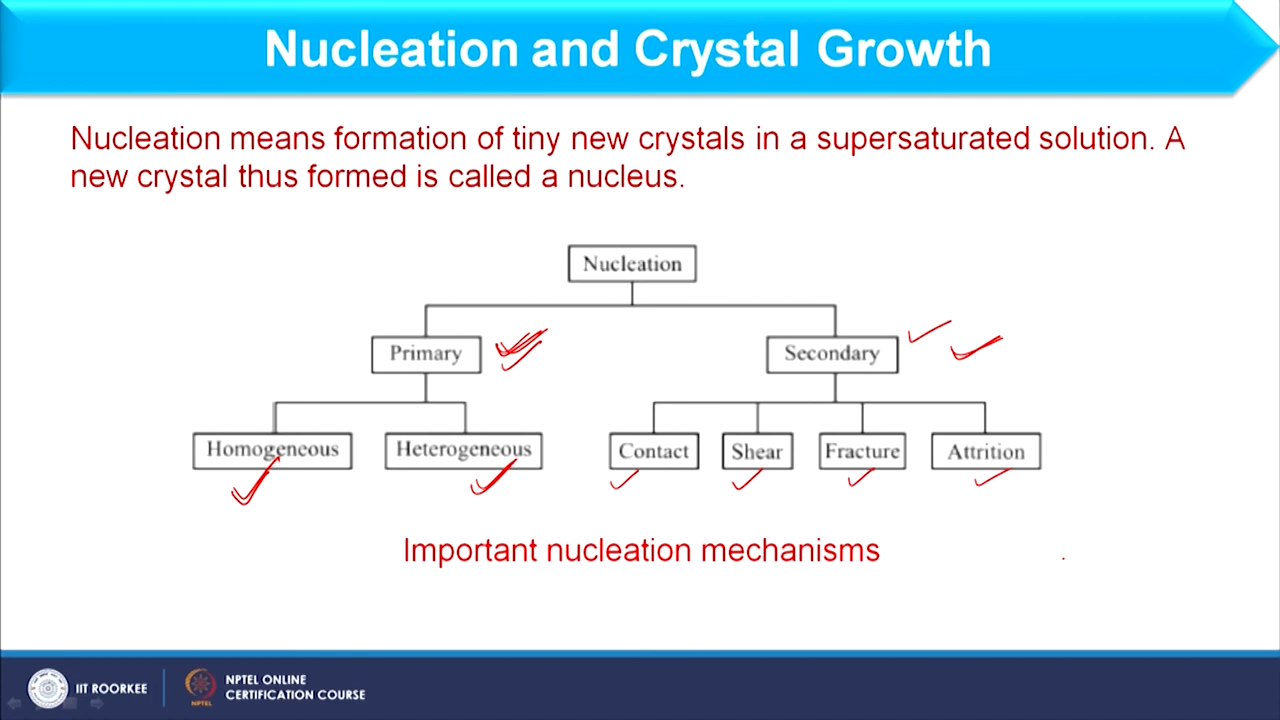 Nucleation and Crystal Growth
Nucleation means formation of tiny new crystals in a supersaturated solution. A
new crystal thus formed is called a nucleus.
Nucleation
Primary
Secondary
Homogeneous
Heterogeneous
Contact
Shear
Fracture
Attrition
Important nucleation mechanisms
IIT ROORKEE
NPTEL
NPTEL ONLINE
CERTIFICATION COURSE